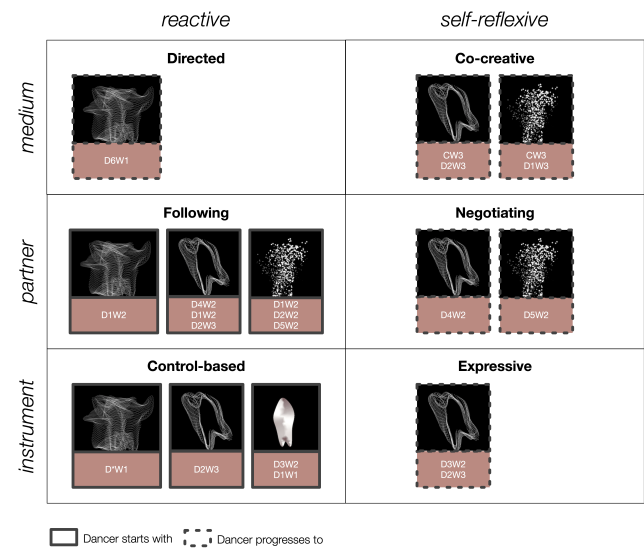 reactive
self-reflexive
medium
Directed
D6W1
Co-creative
CW3
D2W3
CW3
D1W3
partner
Following
D1W2
D4W2
D1W2
D2W3
D1W2
D2W2
D5W2
Negotiating
D4W2
D5W2
instrument
Control-based
D*W1
D2W3
D3W2
D1W1
Expressive
D3W2
D2W3
Dancer starts with
Dancer progresses to